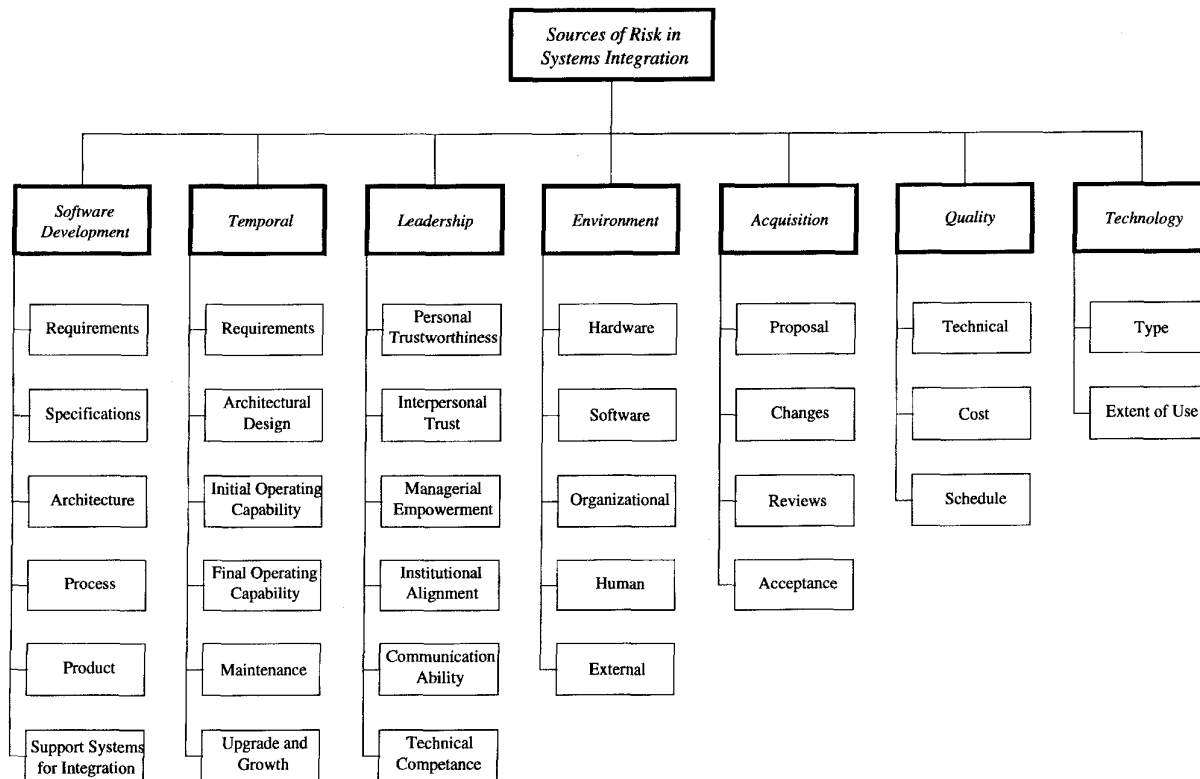 Sources of Risk in
Systems Integration
Software
Development
Temporal
Leadership
Environment
Acquisition
Quality
Technology
Requirements
Specifications
Architecture
Process
Product
Support Systems
for Integration
Requirements
Architectural
Design
Initial Operating
Capability
Final Operating
Capability
Maintenance
Upgrade and
Growth
Personal
Trustworthiness
Interpersonal
Trust
Managerial
Empowerment
Institutional
Alignment
Communication
Ability
Technical
Competance
Hardware
Software
Organizational
Human
External
Proposal
Changes
Reviews
Acceptance
Technical
Cost
Schedule
Type
Extent of Use